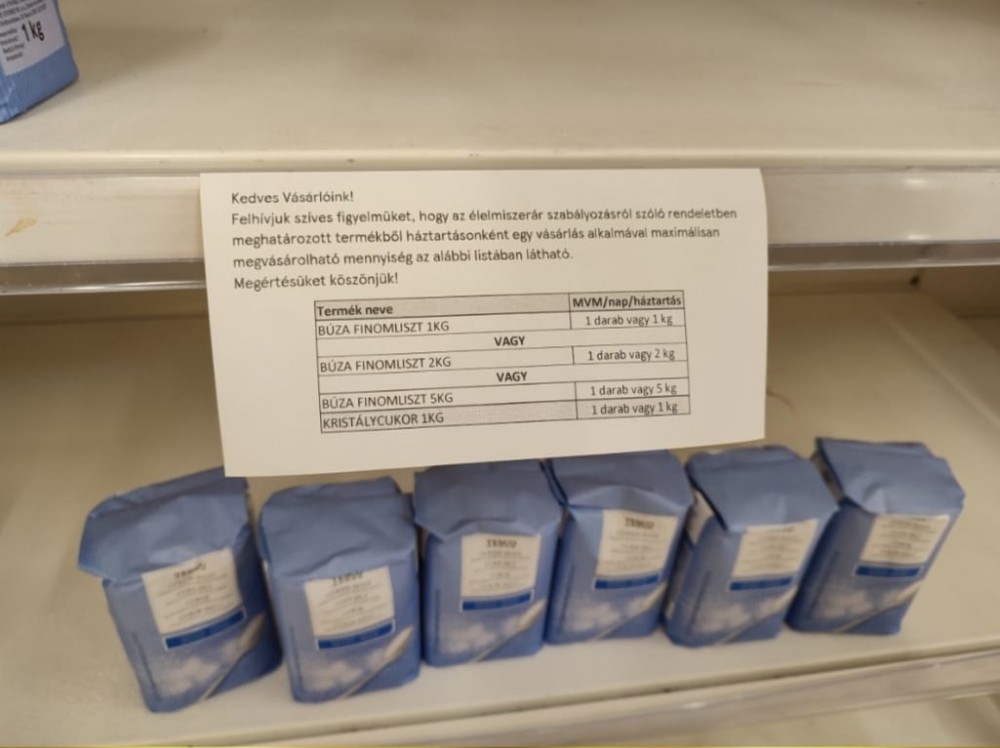 1 kg
Kedves Vásárlóink!
Felhívjuk szíves figyelmüket, hogy az élelmiszerár szabályozásról szóló rendeletben
meghatározott termékből háztartásonként egy vásárlás alkalmával maximálisan
megvásárolható mennyiség az alábbi listában látható.
Megértésüket köszönjük!
Termék neve MVM/nap/háztartás
BÚZA FINOMLISZT 1KG 1 darab vagy 1 kg
VAGY
BÚZA FINOMLISZT 2KG 1 darab vagy 2 kg
VAGY
BÚZA FINOMLISZT 5KG 1 darab vagy 5 kg
KRISTÁLYCUKOR 1KG 1 darab vagy 1 kg
TESCO
TESCO
TESCO
TESCO